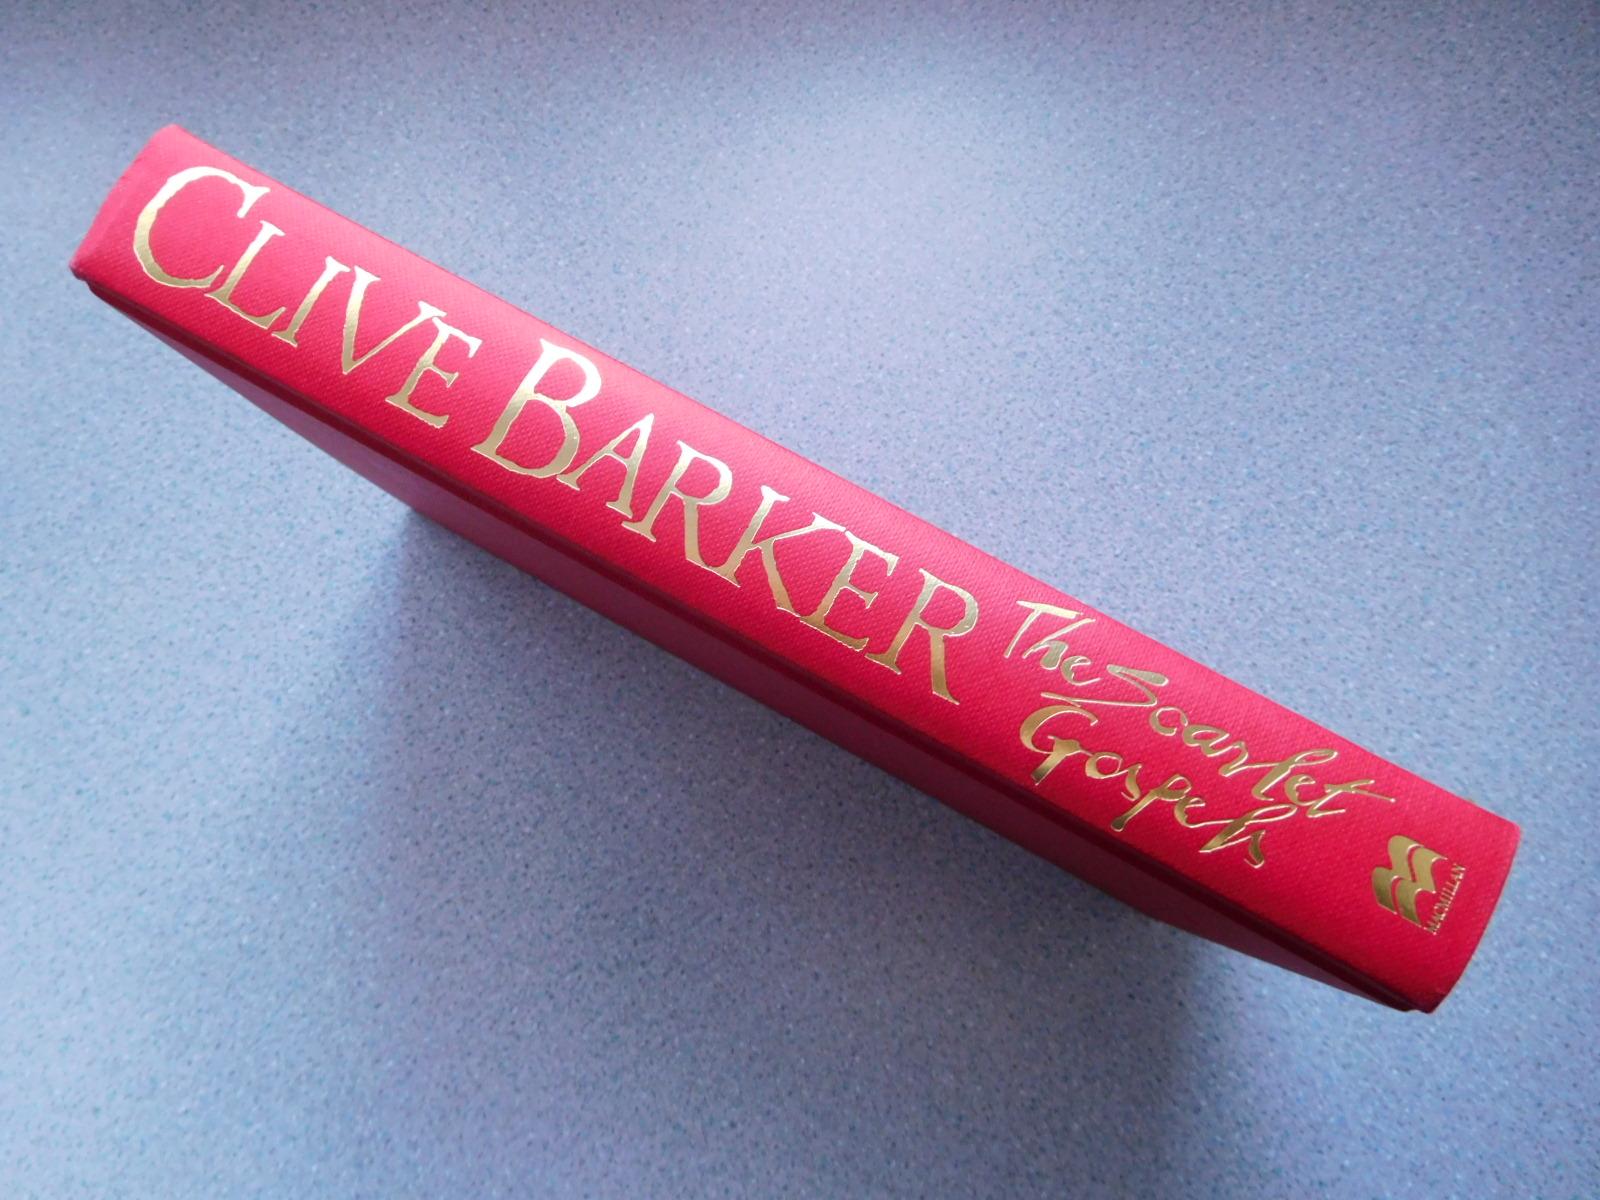 CLIVE BARKER
The Scarlet
Gospels
MACMILLAN